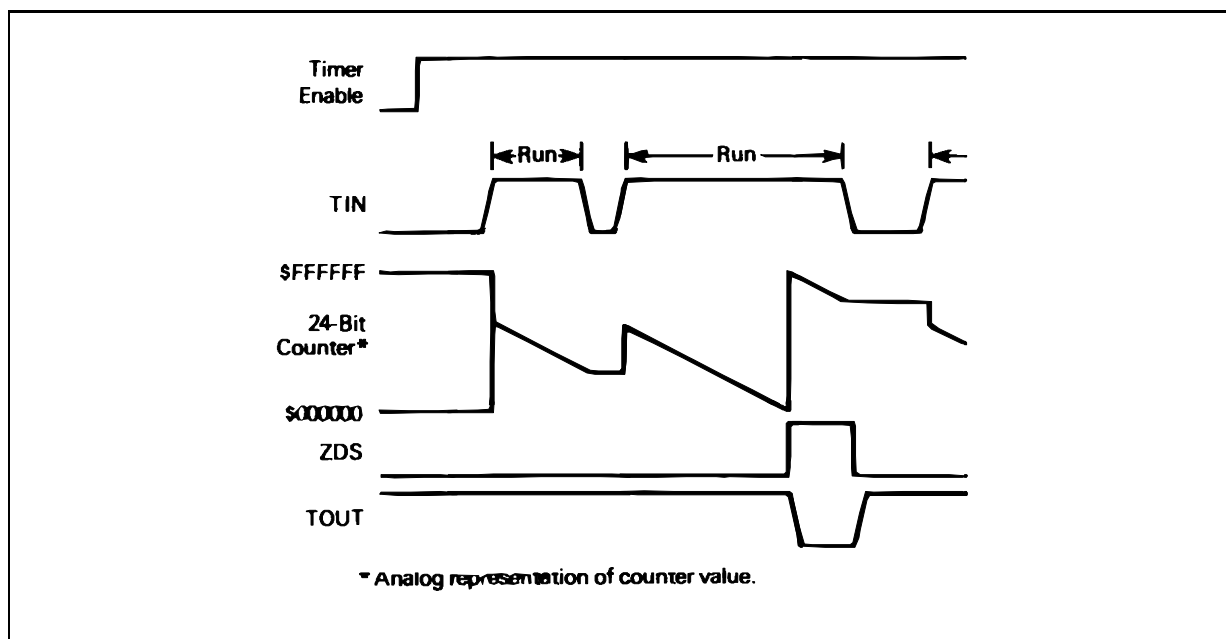 Timer
Enable
Run
Run
TIN
$FFFFFF
24-Bit
Counter*
$000000
ZDS
TOUT
* Analog representation of counter value.